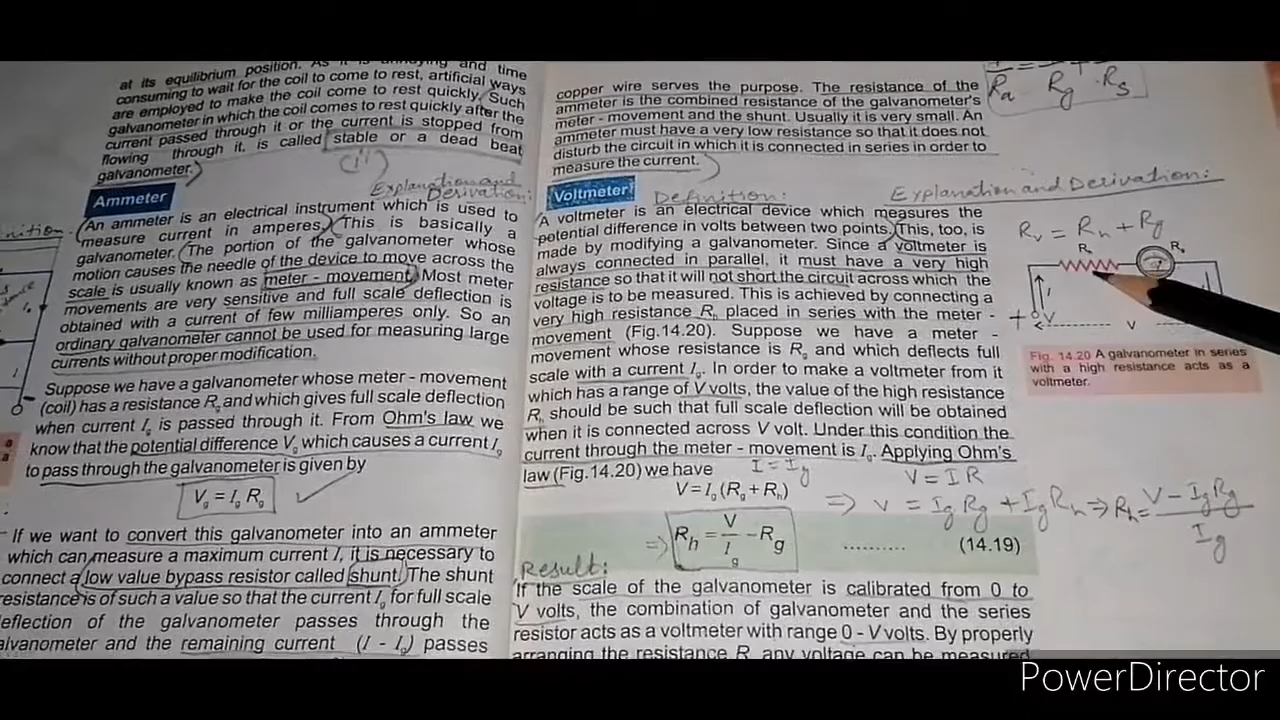 at its equilibrium position. As it is annoying and time
consuming to wait for the coil to come to rest, artificial ways
are employed to make the coil come to rest quickly. Such
galvanometer in which the coil comes to rest quickly after the
current passed through it or the current is stopped from
flowing through it, is called stable or a dead beat
galvanometer.
(ii)
Explanation and
Derivation:
Ammeter
nition:-
An ammeter is an electrical instrument which is used to
measure current in amperes. This is basically a
galvanometer. The portion of the galvanometer whose
motion causes the needle of the device to move across the
scale is usually known as meter - movement. Most meter
movements are very sensitive and full scale deflection is
obtained with a current of few milliamperes only. So an
ordinary galvanometer cannot be used for measuring large
currents without proper modification.
Suppose we have a galvanometer whose meter - movement
(coil) has a resistance Rg and which gives full scale deflection
when current Ig is passed through it. From Ohm's law we
know that the potential difference Vg which causes a current Ig
to pass through the galvanometer is given by
Vg = Ig Rg
If we want to convert this galvanometer into an ammeter
which can measure a maximum current I, it is necessary to
connect a low value bypass resistor called shunt. The shunt
resistance is of such a value so that the current Ig for full scale
deflection of the galvanometer passes through the
galvanometer and the remaining current (I - Ig) passes
copper wire serves the purpose. The resistance of the
ammeter is the combined resistance of the galvanometer's
meter - movement and the shunt. Usually it is very small. An
ammeter must have a very low resistance so that it does not
disturb the circuit in which it is connected in series in order to
measure the current.
Ra Rg Rs
Voltmeter
Definition:
Explanation and Derivation:
A voltmeter is an electrical device which measures the
potential difference in volts between two points. This, too, is
made by modifying a galvanometer. Since a voltmeter is
always connected in parallel, it must have a very high
resistance so that it will not short the circuit across which the
voltage is to be measured. This is achieved by connecting a
very high resistance Rh placed in series with the meter -
movement (Fig.14.20). Suppose we have a meter -
movement whose resistance is Rg and which deflects full
scale with a current Ig. In order to make a voltmeter from it
which has a range of V volts, the value of the high resistance
Rh should be such that full scale deflection will be obtained
when it is connected across V volt. Under this condition the
current through the meter - movement is Ig. Applying Ohm's
law (Fig.14.20) we have
I = Ig
V = IR
V=Ig(Rg+Rh)
⇒ V = IgRg + IgRh ⇒ Rh = V - IgRg / Ig
⇒ Rh = V/Ig - Rg .......... (14.19)
Result:
If the scale of the galvanometer is calibrated from 0 to
V volts, the combination of galvanometer and the series
resistor acts as a voltmeter with range 0 - V volts. By properly
arranging the resistance R any voltage can be measured
Rv = Rh + Rg
+
V
Fig. 14.20 A galvanometer in series
with a high resistance acts as a
voltmeter.
PowerDirector